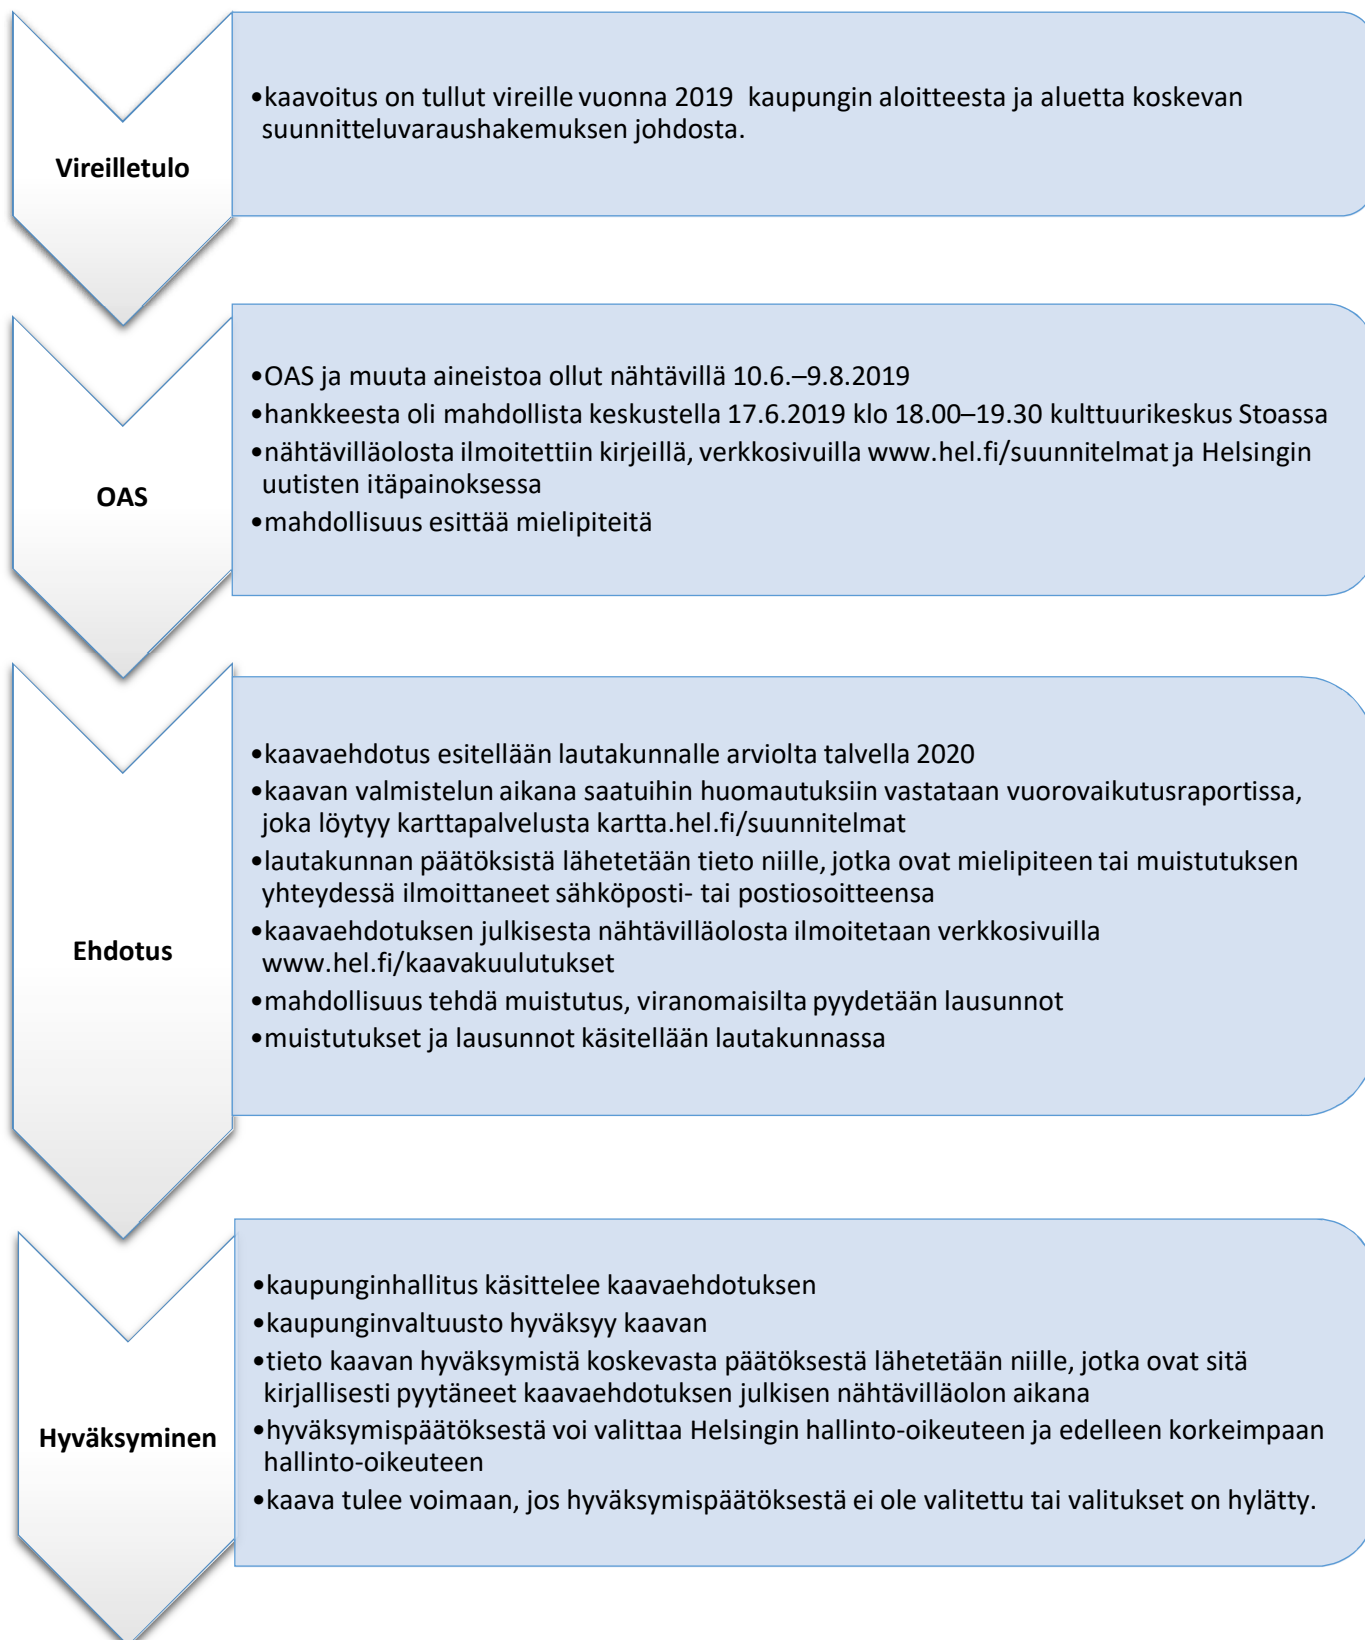 Vireilletulo
•kaavoitus on tullut vireille vuonna 2019 kaupungin aloitteesta ja aluetta koskevan
suunnitteluvaraushakemuksen johdosta.
OAS
•OAS ja muuta aineistoa ollut nähtävillä 10.6.–9.8.2019
•hankkeesta oli mahdollista keskustella 17.6.2019 klo 18.00–19.30 kulttuurikeskus Stoassa
•nähtävilläolosta ilmoitettiin kirjeillä, verkkosivuilla www.hel.fi/suunnitelmat ja Helsingin
uutisten itäpainoksessa
•mahdollisuus esittää mielipiteitä
Ehdotus
•kaavaehdotus esitellään lautakunnalle arviolta talvella 2020
•kaavan valmistelun aikana saatuihin huomautuksiin vastataan vuorovaikutusraportissa,
joka löytyy karttapalvelusta kartta.hel.fi/suunnitelmat
•lautakunnan päätöksistä lähetetään tieto niille, jotka ovat mielipiteen tai muistutuksen
yhteydessä ilmoittaneet sähköposti- tai postiosoitteensa
•kaavaehdotuksen julkisesta nähtävilläolosta ilmoitetaan verkkosivuilla
www.hel.fi/kaavakuulutukset
•mahdollisuus tehdä muistutus, viranomaisilta pyydetään lausunnot
•muistutukset ja lausunnot käsitellään lautakunnassa
Hyväksyminen
•kaupunginhallitus käsittelee kaavaehdotuksen
•kaupunginvaltuusto hyväksyy kaavan
•tieto kaavan hyväksymistä koskevasta päätöksestä lähetetään niille, jotka ovat sitä
kirjallisesti pyytäneet kaavaehdotuksen julkisen nähtävilläolon aikana
•hyväksymispäätöksestä voi valittaa Helsingin hallinto-oikeuteen ja edelleen korkeimpaan
hallinto-oikeuteen
•kaava tulee voimaan, jos hyväksymispäätöksestä ei ole valitettu tai valitukset on hylätty.